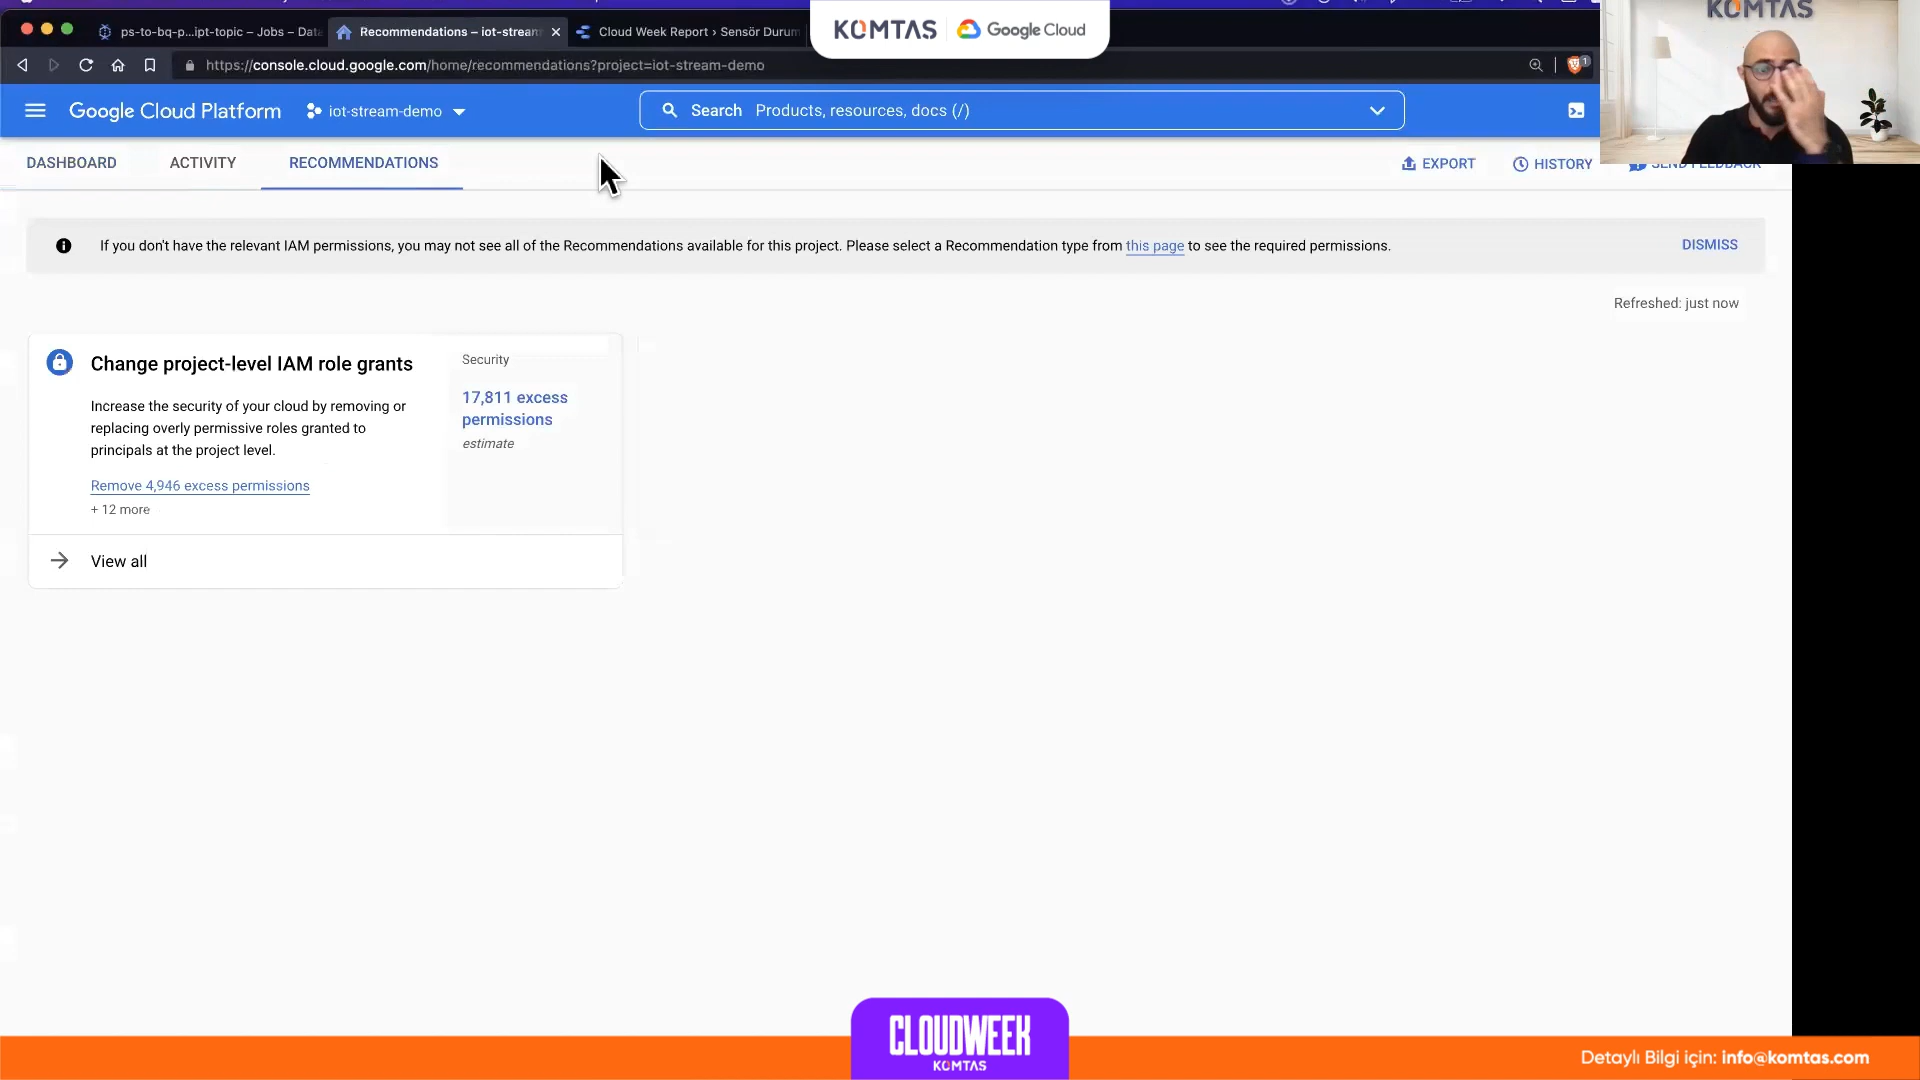 ps-to-bq-p...ipt-topic – Jobs – Data
Recommendations – iot-stream
Cloud Week Report › Sensör Durum
KOMTAS
Google Cloud
KOMTAS
https://console.cloud.google.com/home/recommendations?project=iot-stream-demo
1
Google Cloud Platform
iot-stream-demo
Search Products, resources, docs (/)
DASHBOARD
ACTIVITY
RECOMMENDATIONS
EXPORT
HISTORY
SEND FEEDBACK
If you don't have the relevant IAM permissions, you may not see all of the Recommendations available for this project. Please select a Recommendation type from this page to see the required permissions.
DISMISS
Refreshed: just now
Change project-level IAM role grants
Increase the security of your cloud by removing or
replacing overly permissive roles granted to
principals at the project level.
Remove 4,946 excess permissions
+ 12 more
Security
17,811 excess
permissions
estimate
View all
CLOUDWEEK
KOMTAS
Detaylı Bilgi için: info@komtas.com